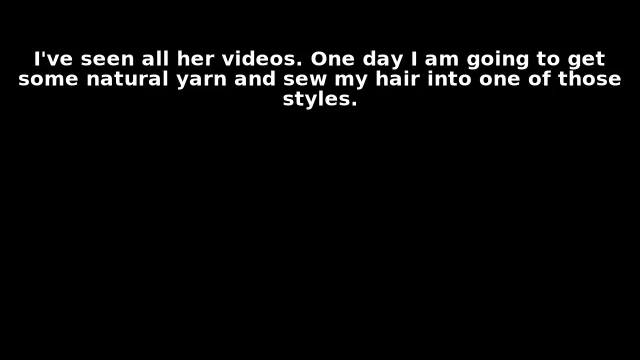 I've seen all her videos. One day I am going to get
some natural yarn and sew my hair into one of those
styles.